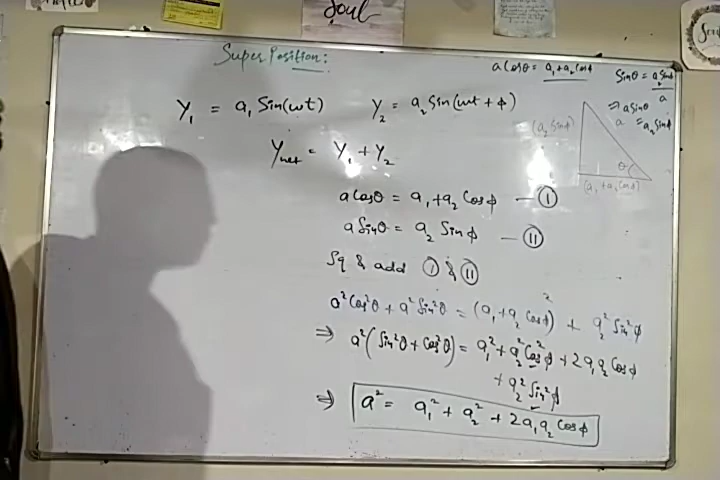 Soul
Super Position:
a Cosθ = a₁ + a₂ Cosϕ
Sinθ = a₂ Sinϕ / a
⇒ a Sinθ = a₂ Sinϕ
Y₁ = a₁ Sin(ωt)    Y₂ = a₂ Sin(ωt + ϕ)
(a₂ Sinϕ)
Yₙₑₜ = Y₁ + Y₂
θ
(a₁ + a₂ Cosϕ)
a Cosθ = a₁ + a₂ Cosϕ — Ⓘ
a Sinθ = a₂ Sinϕ — ⓘⓘ
Sq & add Ⓘ & ⓘⓘ
a² Cos²θ + a² Sin²θ = (a₁ + a₂ Cosϕ)² + a₂² Sin²ϕ
⇒ a² (Sin²θ + Cos²θ) = a₁² + a₂² Cos²ϕ + 2a₁a₂ Cosϕ
+ a₂² Sin²ϕ
⇒ a² = a₁² + a₂² + 2a₁a₂ Cosϕ